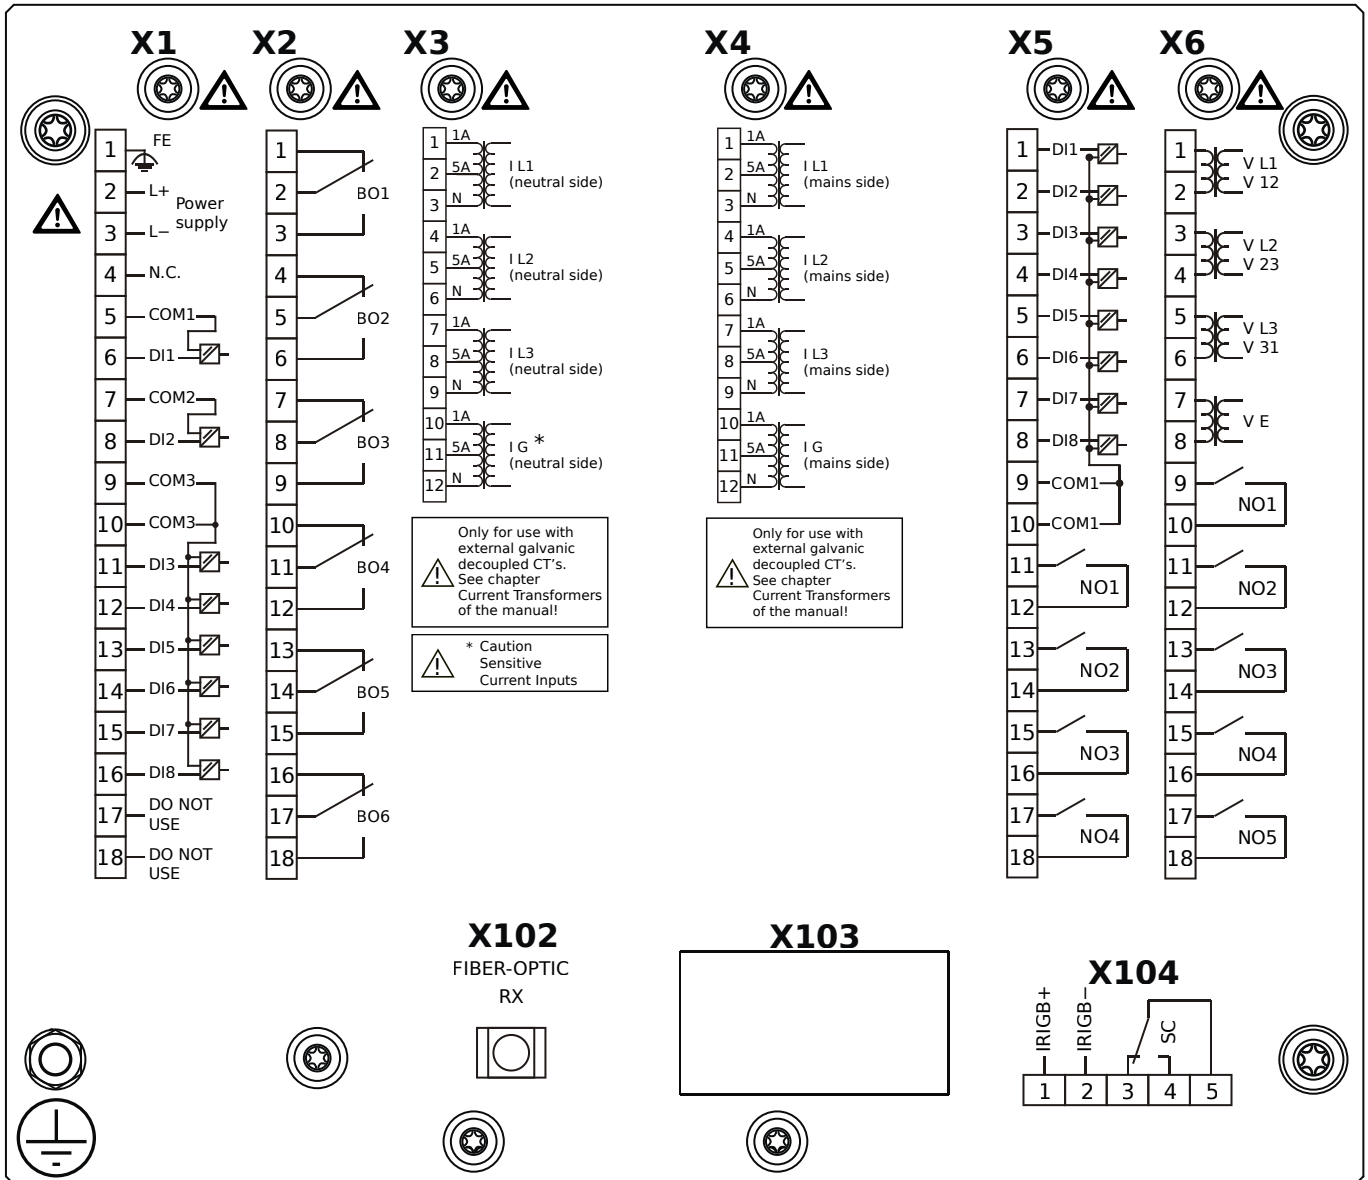 X1
X2
X3
X4
X5
X6
1
FE
2
L+
Power
supply
3
L−
4
N.C.
5
COM1
6
DI1
7
COM2
8
DI2
9
COM3
10
COM3
11
DI3
12
DI4
13
DI5
14
DI6
15
DI7
16
DI8
17
DO NOT
USE
18
DO NOT
USE
1
2
BO1
3
4
5
BO2
6
7
8
BO3
9
10
11
BO4
12
13
14
BO5
15
16
17
BO6
18
1 1A
2 5A
3 N
I L1
(neutral side)
4 1A
5 5A
6 N
I L2
(neutral side)
7 1A
8 5A
9 N
I L3
(neutral side)
10 1A
11 5A
12 N
I G *
(neutral side)
Only for use with
external galvanic
decoupled CT’s.
See chapter
Current Transformers
of the manual!
* Caution
Sensitive
Current Inputs
1 1A
2 5A
3 N
I L1
(mains side)
4 1A
5 5A
6 N
I L2
(mains side)
7 1A
8 5A
9 N
I L3
(mains side)
10 1A
11 5A
12 N
I G
(mains side)
Only for use with
external galvanic
decoupled CT’s.
See chapter
Current Transformers
of the manual!
1 DI1
2 DI2
3 DI3
4 DI4
5 DI5
6 DI6
7 DI7
8 DI8
9 COM1
10 COM1
11
NO1
12
13
NO2
14
15
NO3
16
17
NO4
18
1
V L1
V 12
2
3
V L2
V 23
4
5
V L3
V 31
6
7
V E
8
9
NO1
10
11
NO2
12
13
NO3
14
15
NO4
16
17
NO5
18
X102
FIBER-OPTIC
RX
X103
X104
IRIGB+
IRIGB−
SC
1 2 3 4 5